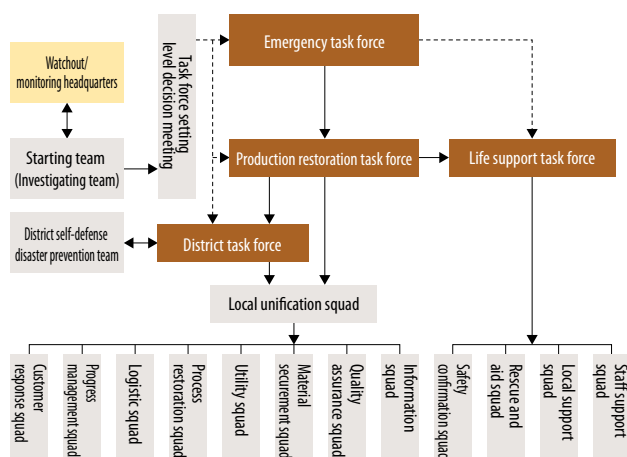 Watchout/
monitoring headquarters
Starting team
(Investigating team)
District self-defense
disaster prevention team
Task force setting
level decision meeting
Emergency task force
Production restoration task force
Life support task force
District task force
Local unification squad
Customer
response squad
Progress
management squad
Logistic squad
Process
restoration squad
Utility squad
Material
securement squad
Quality
assurance squad
Information
squad
Safety
confirmation squad
Rescue and
aid squad
Local support
squad
Staff support
squad